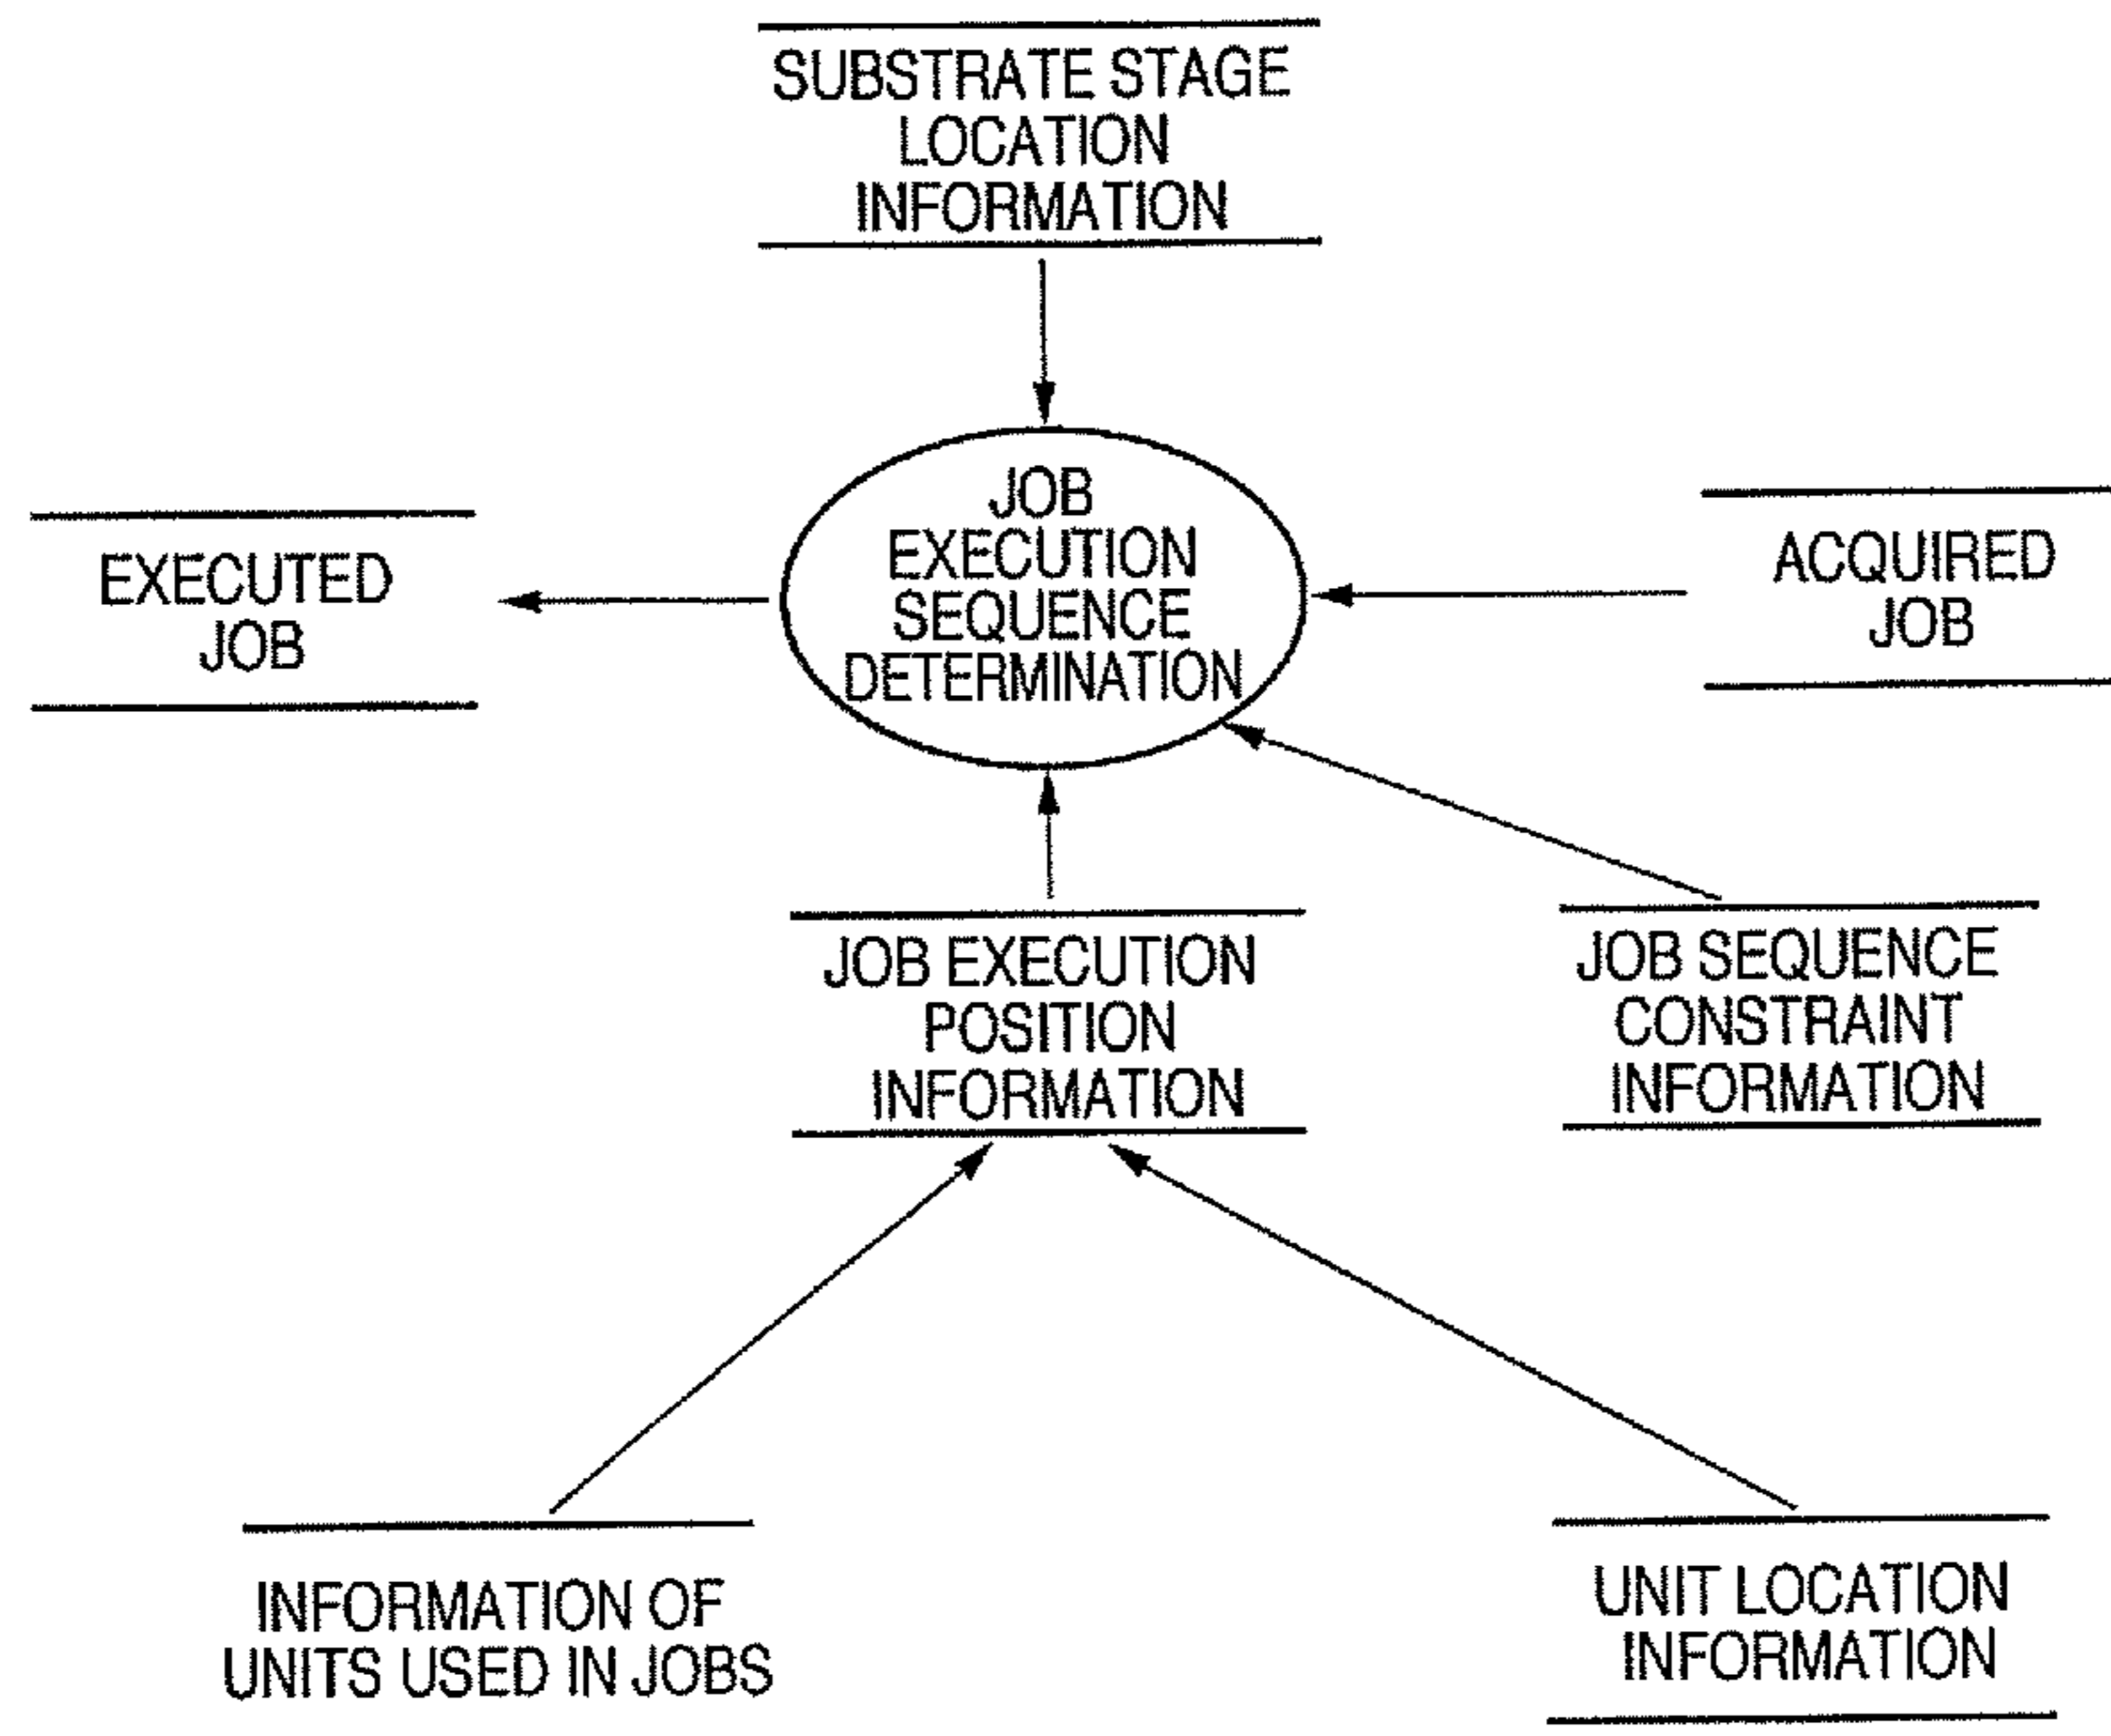 SUBSTRATE STAGE
LOCATION
INFORMATION
JOB
EXECUTION
SEQUENCE
DETERMINATION
EXECUTED
JOB
ACQUIRED
JOB
JOB EXECUTION
POSITION
INFORMATION
JOB SEQUENCE
CONSTRAINT
INFORMATION
INFORMATION OF
UNITS USED IN JOBS
UNIT LOCATION
INFORMATION